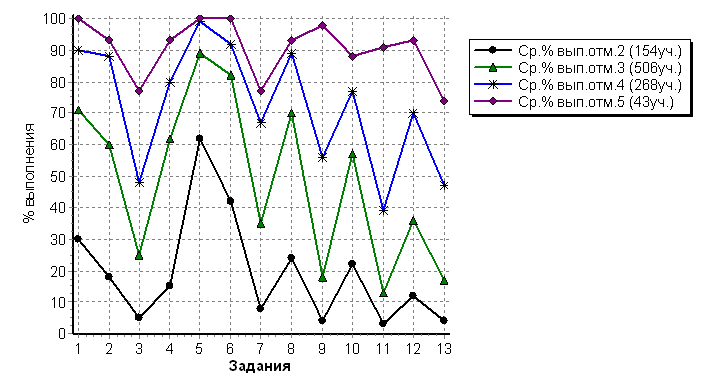 100
90
80
70
60
50
40
30
20
10
0
% выполнения
1 2 3 4 5 6 7 8 9 10 11 12 13
Задания
Ср.% вып.отм.2 (154уч.)
Ср.% вып.отм.3 (506уч.)
Ср.% вып.отм.4 (268уч.)
Ср.% вып.отм.5 (43уч.)